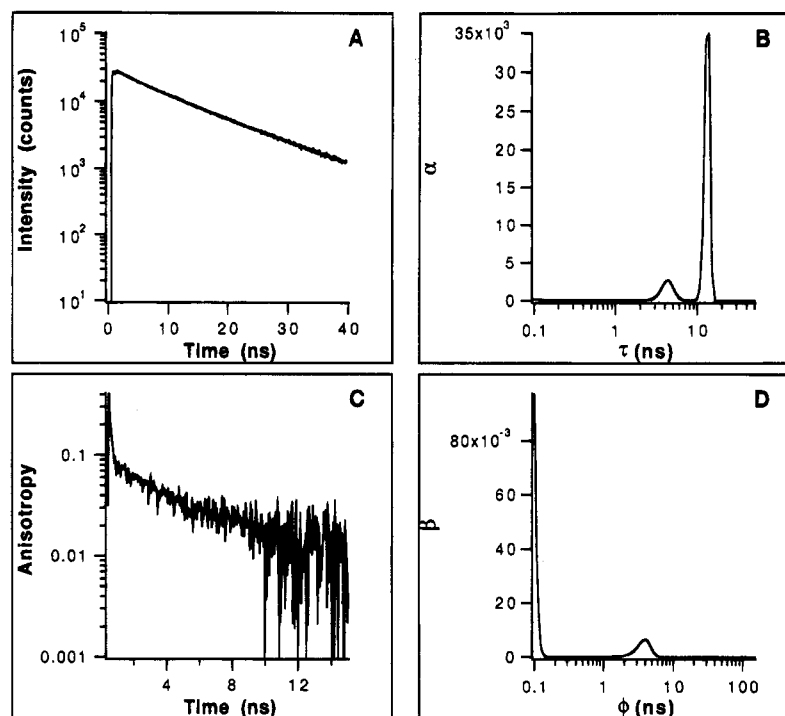 A
Intensity (counts)
10^5
10^4
10^3
10^2
10^1
0 10 20 30 40
Time (ns)
B
α
35x10^3
30
25
20
15
10
5
0
0.1 1 10
τ (ns)
C
Anisotropy
0.1
0.01
0.001
4 8 12
Time (ns)
D
β
80x10^-3
60
40
20
0
0.1 1 10 100
ϕ (ns)